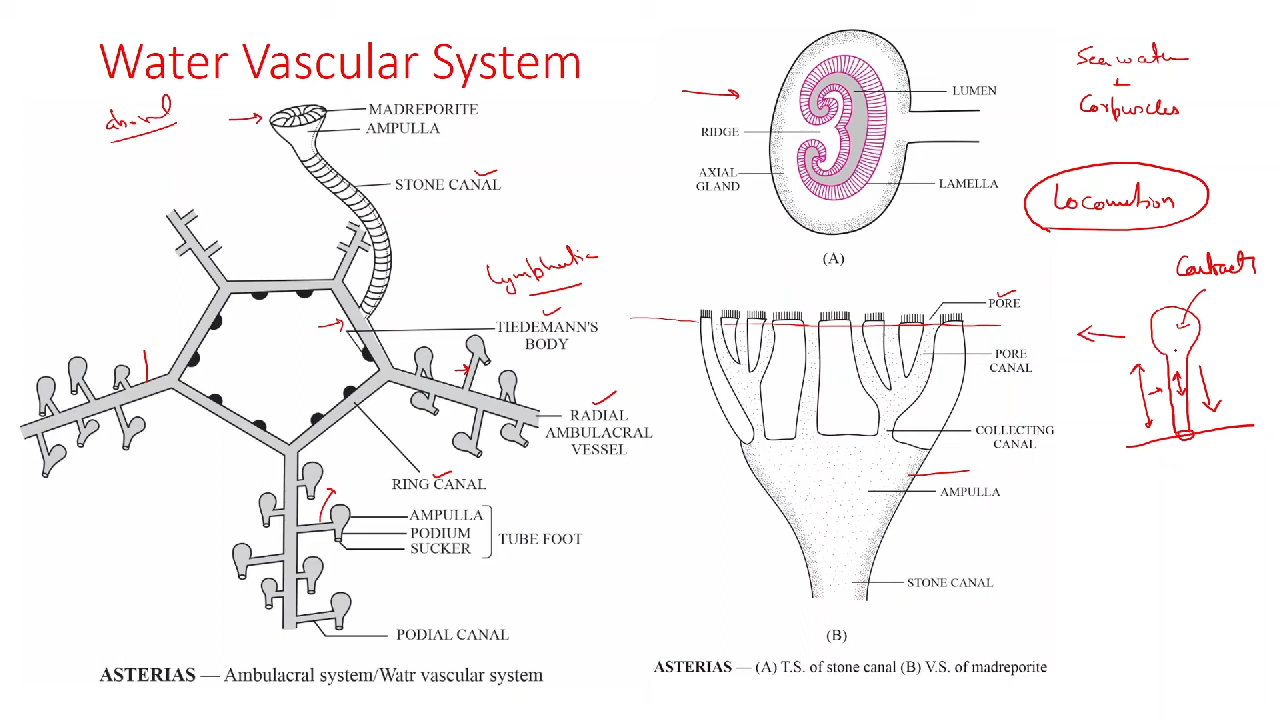 Water Vascular System
aboral
MADREPORITE
AMPULLA
STONE CANAL
Lymphatic
TIEDEMANN'S
BODY
RADIAL
AMBULACRAL
VESSEL
RING CANAL
AMPULLA
PODIUM
SUCKER
TUBE FOOT
PODIAL CANAL
ASTERIAS — Ambulacral system/Watr vascular system
LUMEN
RIDGE
AXIAL
GLAND
LAMELLA
(A)
PORE
PORE
CANAL
COLLECTING
CANAL
AMPULLA
STONE CANAL
(B)
ASTERIAS — (A) T.S. of stone canal (B) V.S. of madreporite
Sea water
+
Corpuscles
Locomotion
Contracts